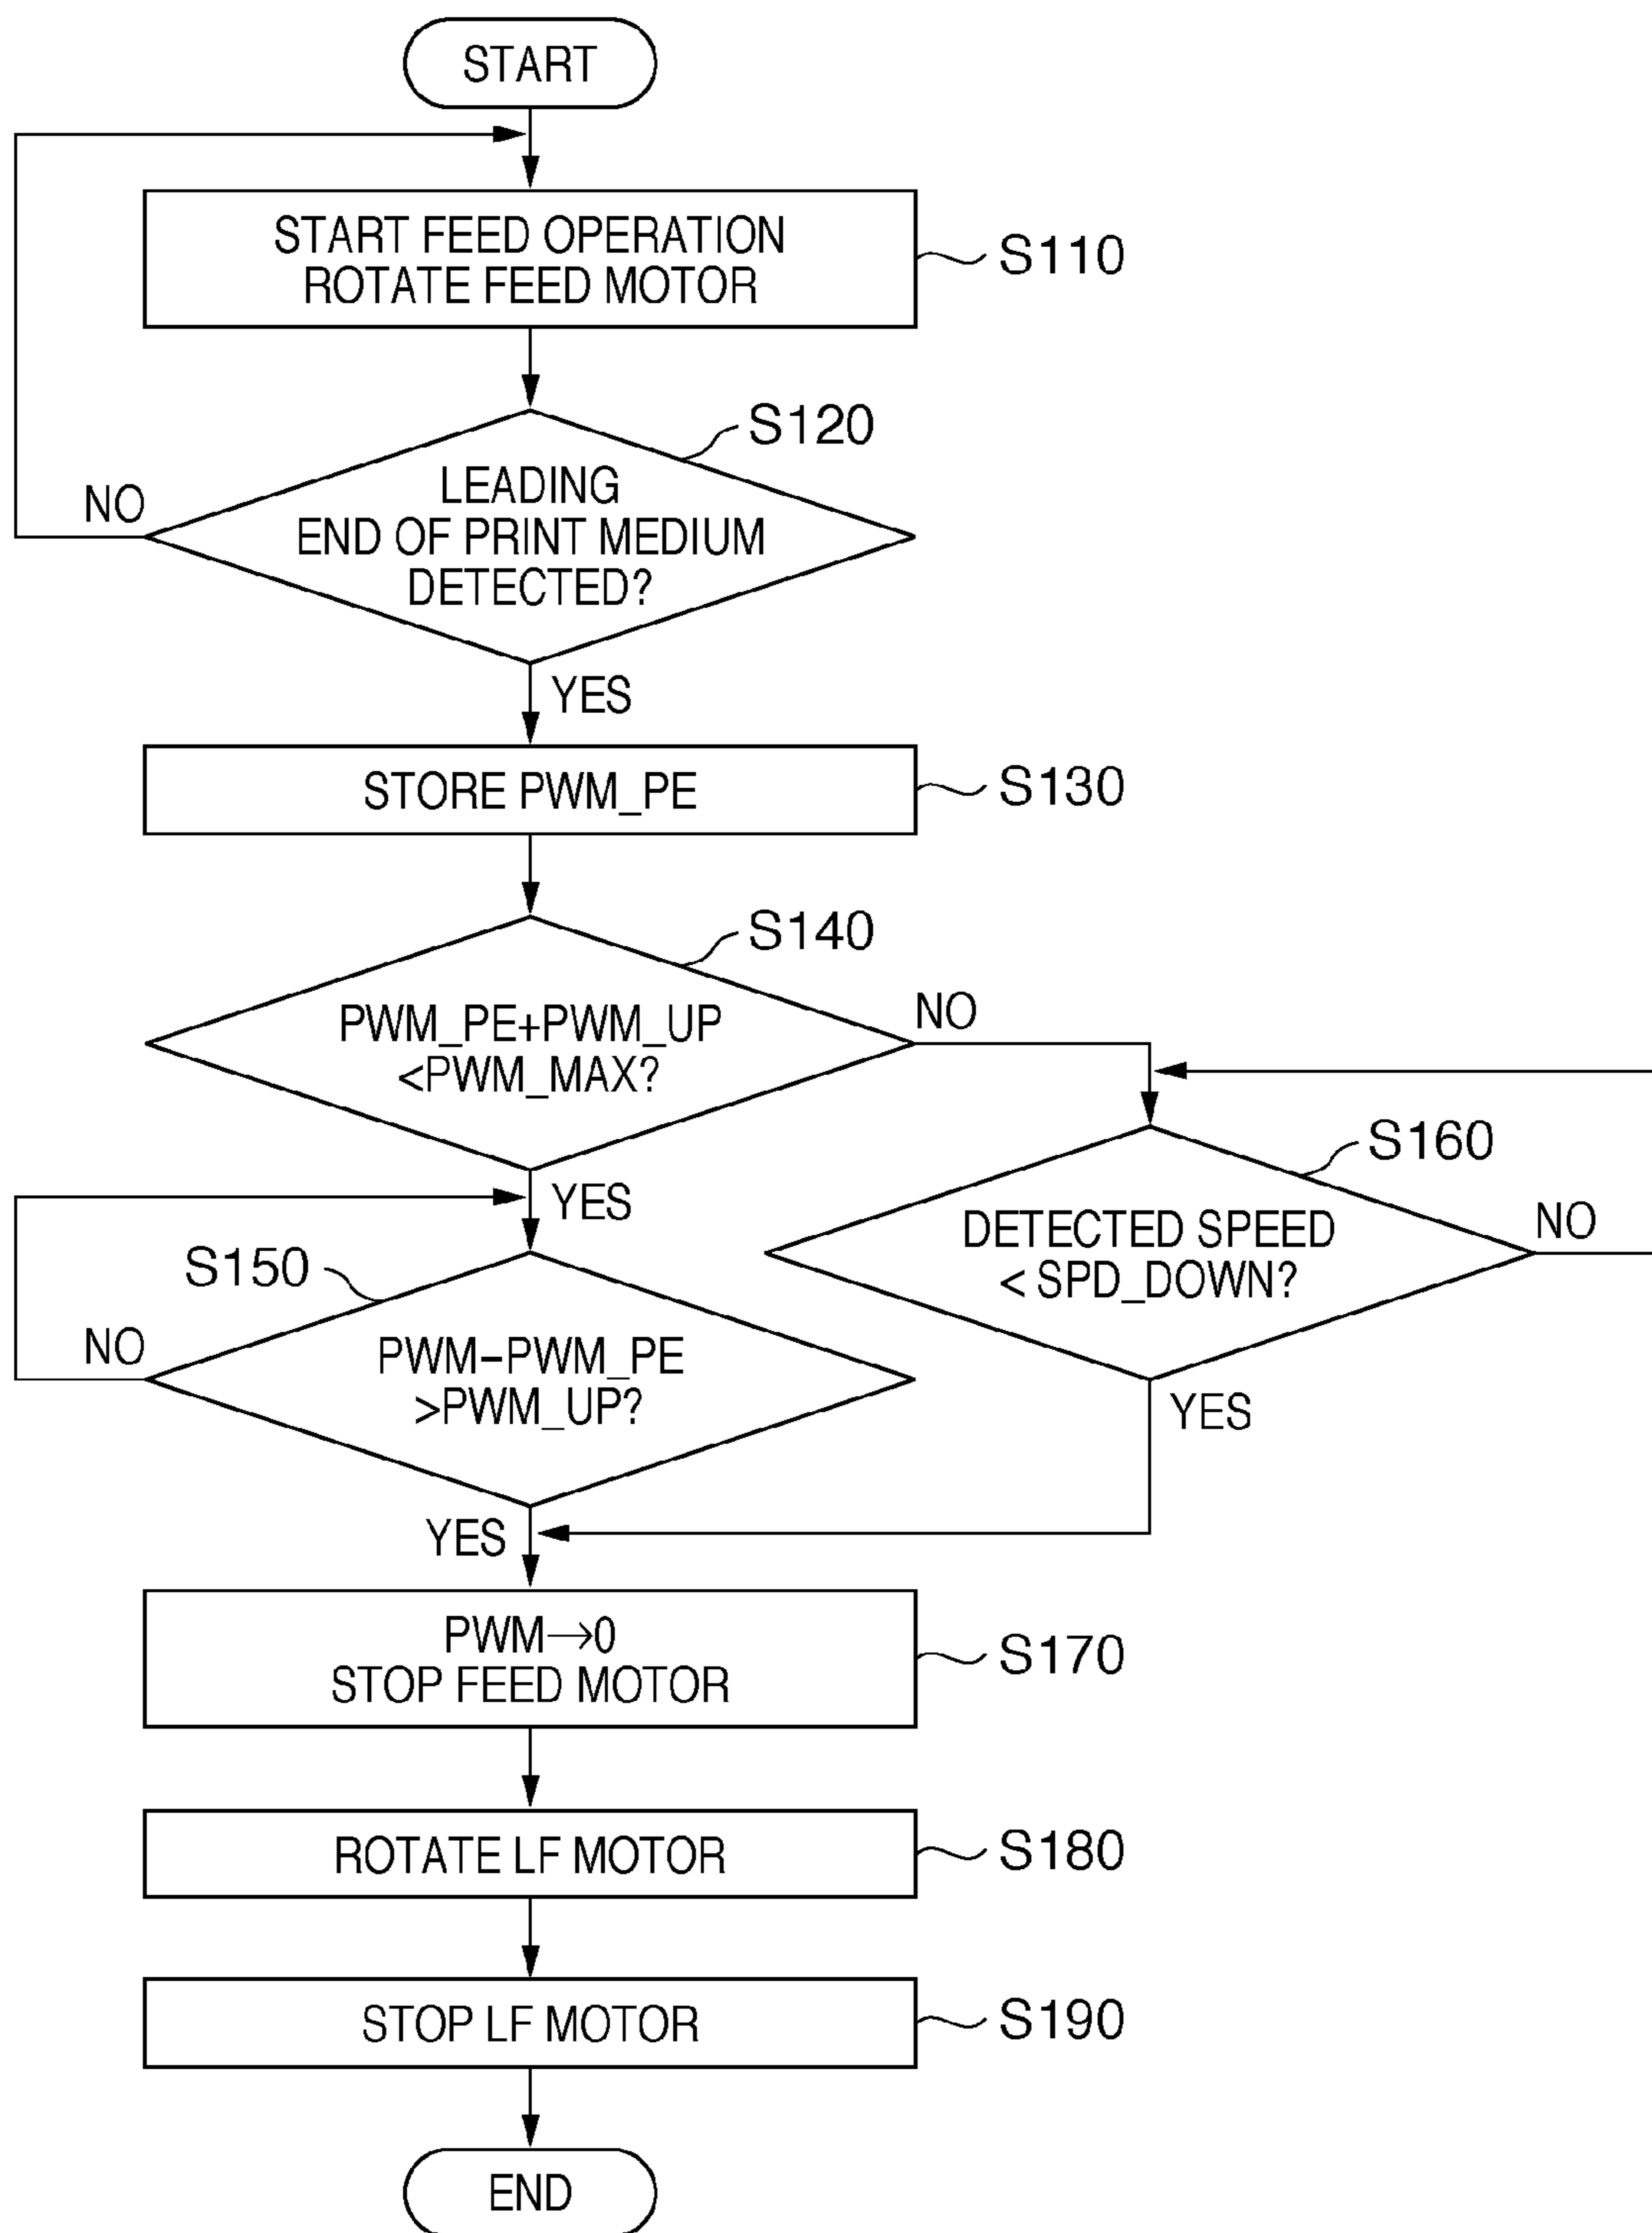 START
START FEED OPERATION
ROTATE FEED MOTOR
S110
S120
LEADING
END OF PRINT MEDIUM
DETECTED?
NO
YES
STORE PWM_PE
S130
S140
PWM_PE+PWM_UP
<PWM_MAX?
NO
YES
S160
DETECTED SPEED
< SPD_DOWN?
NO
YES
S150
PWM−PWM_PE
>PWM_UP?
NO
YES
PWM→0
STOP FEED MOTOR
S170
ROTATE LF MOTOR
S180
STOP LF MOTOR
S190
END